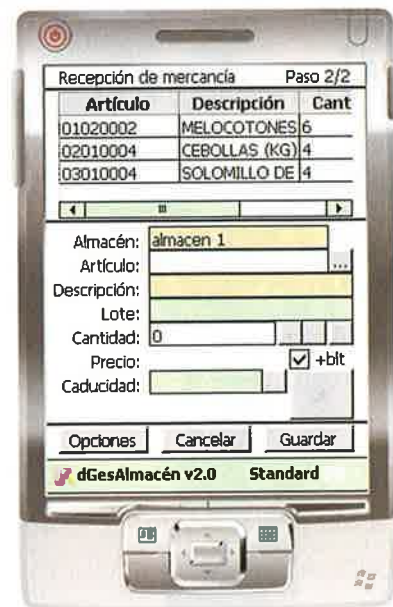 Recepción de mercancía Paso 2/2
Artículo Descripción Cant
01020002 MELOCOTONES 6
02010004 CEBOLLAS (KG) 4
03010004 SOLOMILLO DE 4
Almacén: almacen 1
Artículo: ...
Descripción:
Lote:
Cantidad: 0
Precio: +blt
Caducidad:
Opciones Cancelar Guardar
dGesAlmacén v2.0 Standard